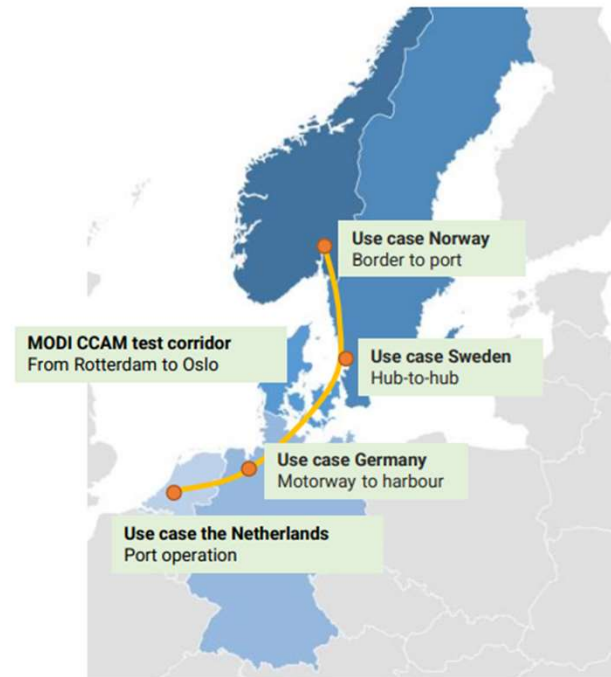 Use case Norway
Border to port
MODI CCAM test corridor
From Rotterdam to Oslo
Use case Sweden
Hub-to-hub
Use case Germany
Motorway to harbour
Use case the Netherlands
Port operation